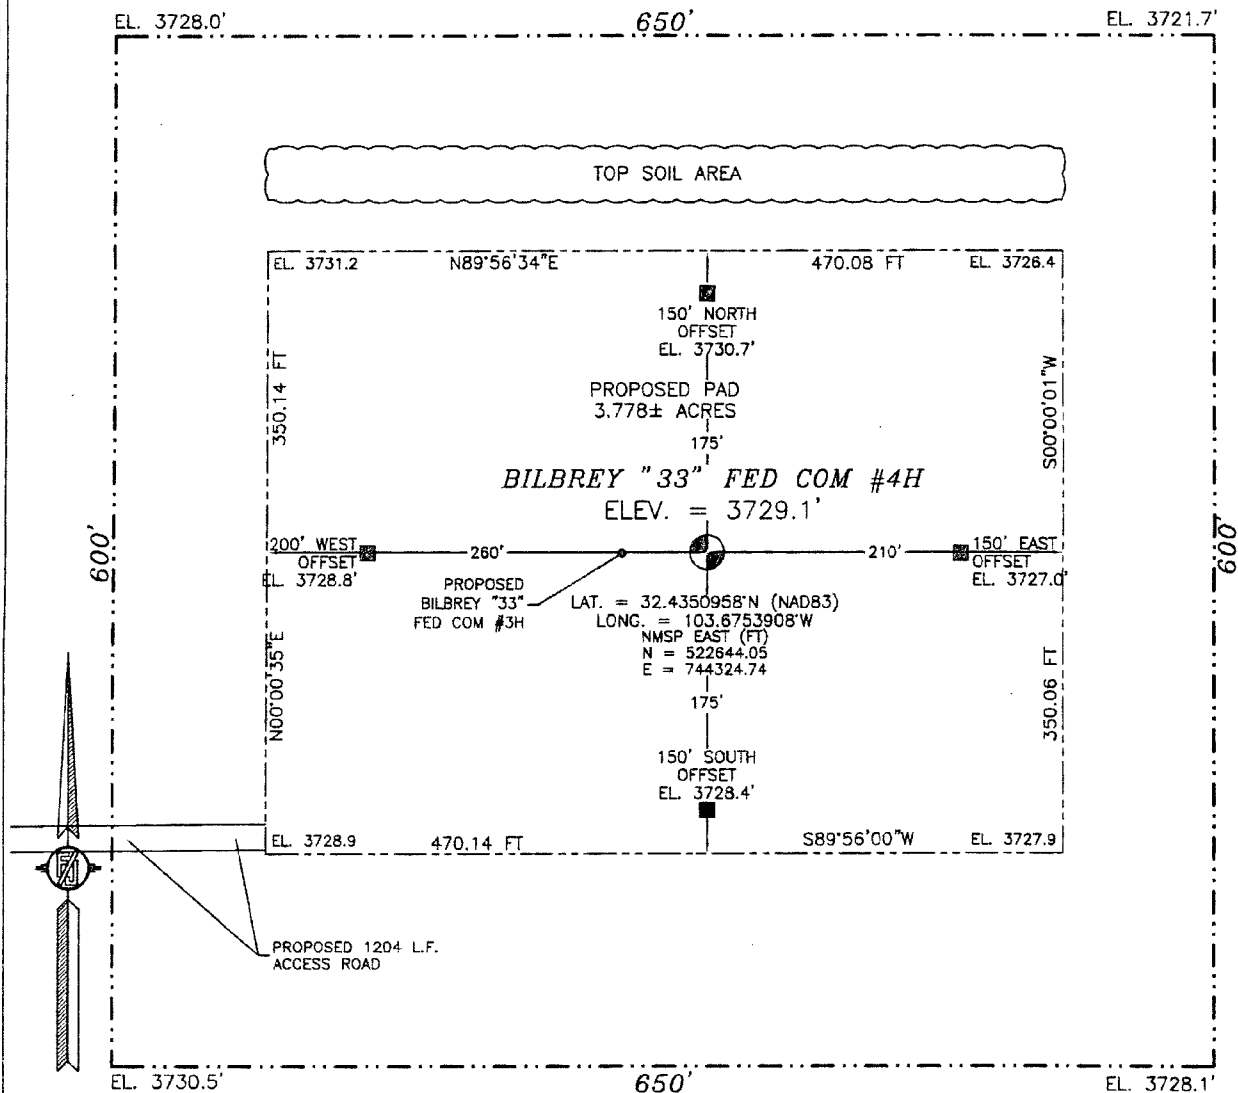 EL. 3728.0'
650'
EL. 3721.7'
TOP SOIL AREA
EL. 3731.2
N89°56'34"E
470.08 FT
EL. 3726.4
150' NORTH
OFFSET
EL. 3730.7'
350.14 FT
PROPOSED PAD
3.778± ACRES
S00°00'01"W
175'
BILBREY "33" FED COM #4H
ELEV. = 3729.1'
600'
200' WEST
OFFSET
EL. 3728.8'
260'
210'
150' EAST
OFFSET
EL. 3727.0'
600'
PROPOSED
BILBREY "33"
FED COM #3H
LAT. = 32.4350958°N (NAD83)
LONG. = 103.6753908°W
NMSP EAST (FT)
N = 522644.05
E = 744324.74
N00°00'35"E
175'
350.06 FT
150' SOUTH
OFFSET
EL. 3728.4'
EL. 3728.9
470.14 FT
S89°56'00"W
EL. 3727.9
PROPOSED 1204 L.F.
ACCESS ROAD
EL. 3730.5'
650'
EL. 3728.1'